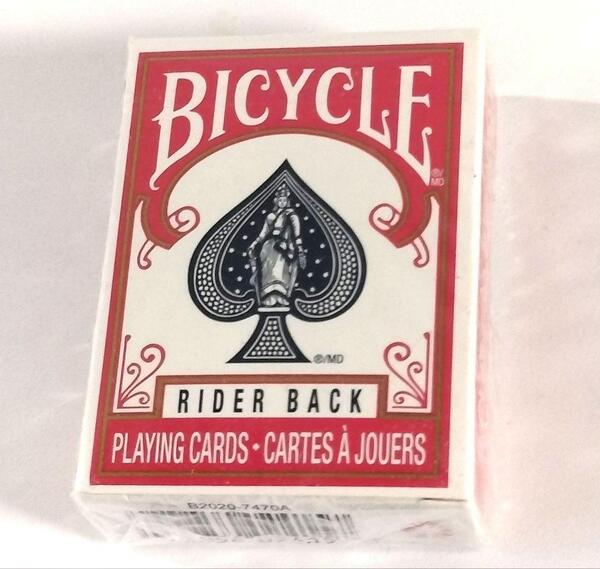 BICYCLE
®/
MD
®/MD
RIDER BACK
PLAYING CARDS • CARTES À JOUERS
B2020-7470A